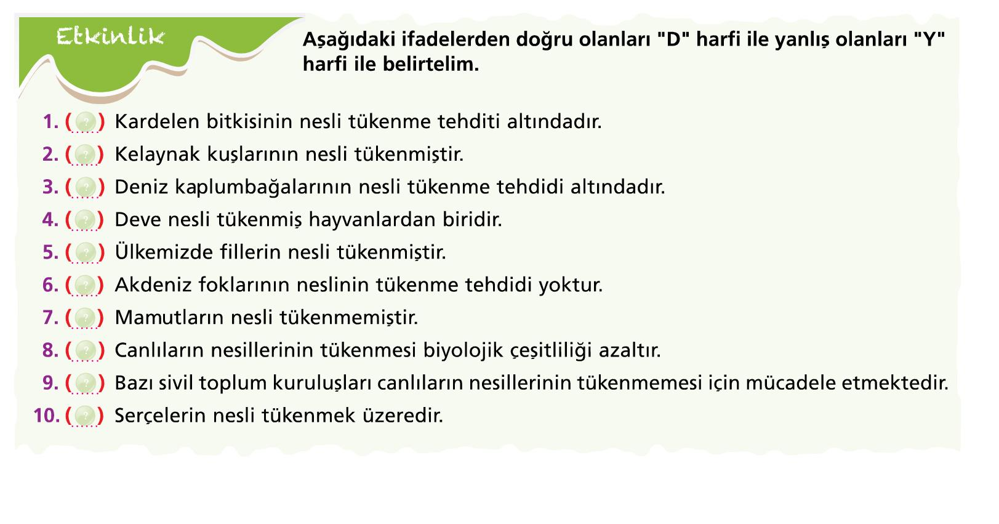 Etkinlik
Aşağıdaki ifadelerden doğru olanları "D" harfi ile yanlış olanları "Y"
harfi ile belirtelim.
1. (?) Kardelen bitkisinin nesli tükenme tehditi altındadır.
2. (?) Kelaynak kuşlarının nesli tükenmiştir.
3. (?) Deniz kaplumbağalarının nesli tükenme tehdidi altındadır.
4. (?) Deve nesli tükenmiş hayvanlardan biridir.
5. (?) Ülkemizde fillerin nesli tükenmiştir.
6. (?) Akdeniz foklarının neslinin tükenme tehdidi yoktur.
7. (?) Mamutların nesli tükenmemiştir.
8. (?) Canlıların nesillerinin tükenmesi biyolojik çeşitliliği azaltır.
9. (?) Bazı sivil toplum kuruluşları canlıların nesillerinin tükenmemesi için mücadele etmektedir.
10. (?) Serçelerin nesli tükenmek üzeredir.